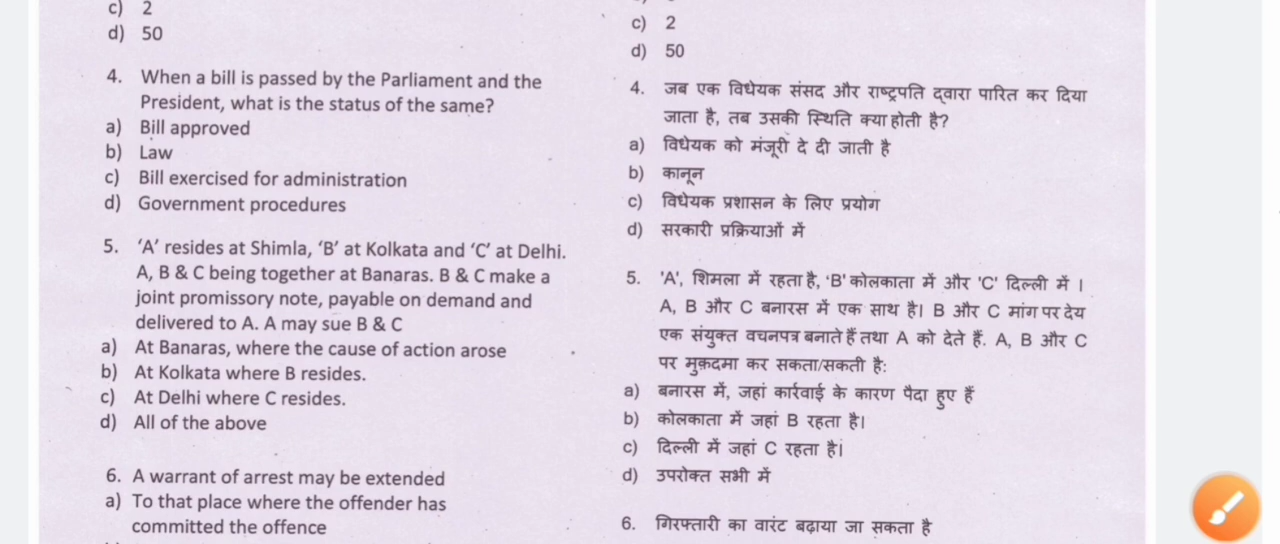 c) 2
d) 50
4. When a bill is passed by the Parliament and the
President, what is the status of the same?
a) Bill approved
b) Law
c) Bill exercised for administration
d) Government procedures
5. ‘A’ resides at Shimla, ‘B’ at Kolkata and ‘C’ at Delhi.
A, B & C being together at Banaras. B & C make a
joint promissory note, payable on demand and
delivered to A. A may sue B & C
a) At Banaras, where the cause of action arose
b) At Kolkata where B resides.
c) At Delhi where C resides.
d) All of the above
6. A warrant of arrest may be extended
a) To that place where the offender has
committed the offence
c) 2
d) 50
4. जब एक विधेयक संसद और राष्ट्रपति द्वारा पारित कर दिया
जाता है, तब उसकी स्थिति क्या होती है?
a) विधेयक को मंजूरी दे दी जाती है
b) कानून
c) विधेयक प्रशासन के लिए प्रयोग
d) सरकारी प्रक्रियाओं में
5. 'A', शिमला में रहता है, 'B' कोलकाता में और 'C' दिल्ली में ।
A, B और C बनारस में एक साथ है। B और C मांग पर देय
एक संयुक्त वचनपत्र बनाते हैं तथा A को देते हैं. A, B और C
पर मुक़दमा कर सकता/सकती है:
a) बनारस में, जहां कार्रवाई के कारण पैदा हुए हैं
b) कोलकाता में जहां B रहता है।
c) दिल्ली में जहां C रहता है।
d) उपरोक्त सभी में
6. गिरफ्तारी का वारंट बढ़ाया जा सकता है